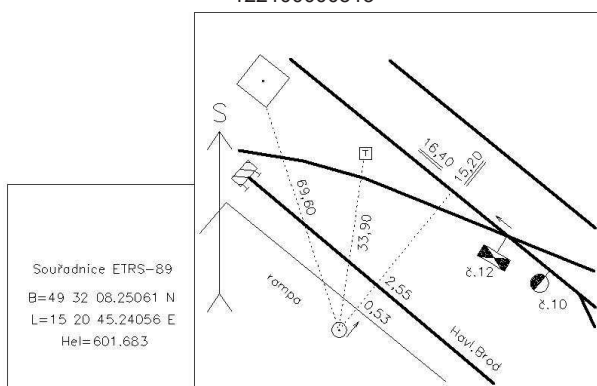 S
T
16,40
15,20
69,60
33,90
č.12
č.10
rampa
2,55
0,53
Havl.Brod
Souřadnice ETRS-89
B=49 32 08.25061 N
L=15 20 45.24056 E
Hel=601.683